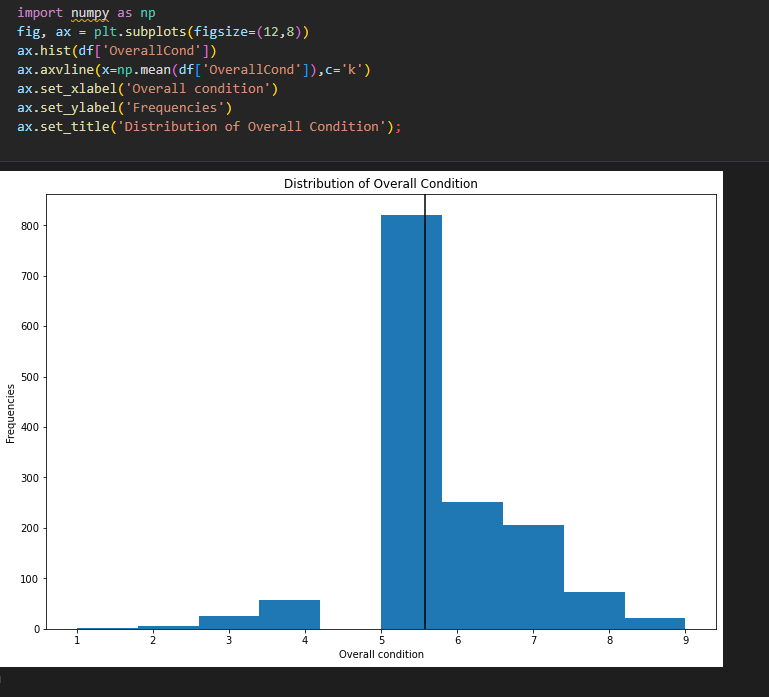 import numpy as np
fig, ax = plt.subplots(figsize=(12,8))
ax.hist(df['OverallCond'])
ax.axvline(x=np.mean(df['OverallCond']),c='k')
ax.set_xlabel('Overall condition')
ax.set_ylabel('Frequencies')
ax.set_title('Distribution of Overall Condition');
Distribution of Overall Condition
800
700
600
500
400
300
200
100
0
Frequencies
1 2 3 4 5 6 7 8 9
Overall condition